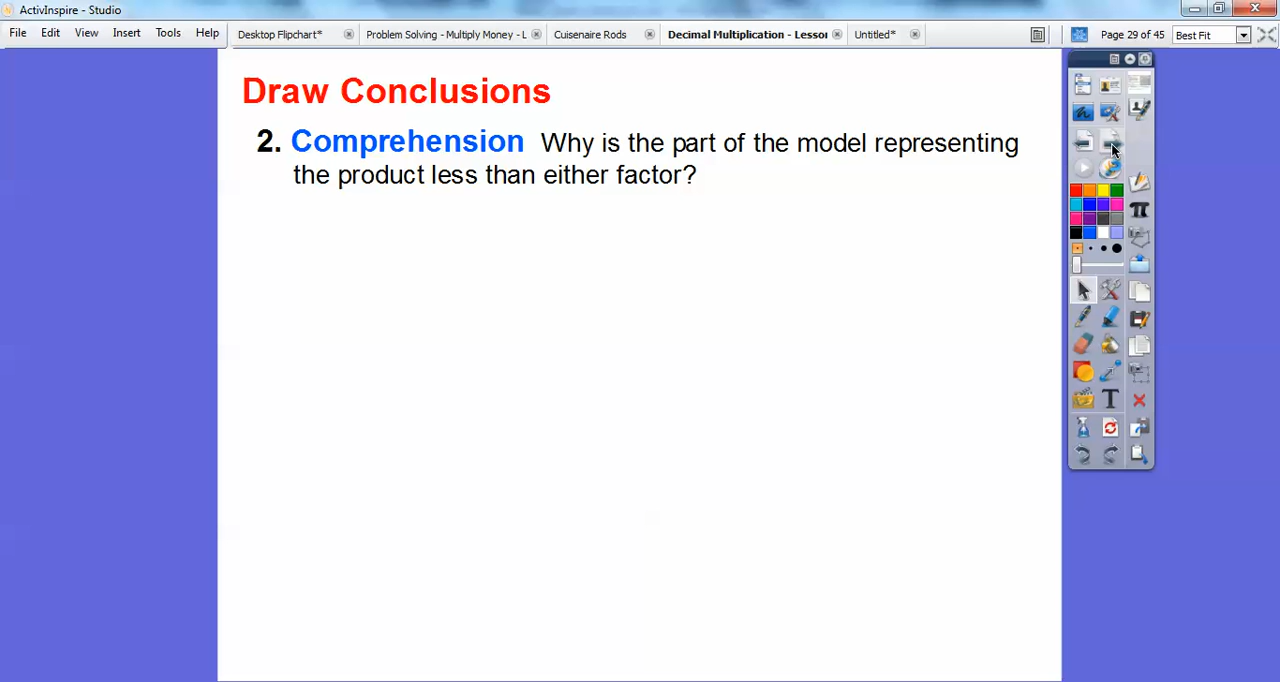 ActivInspire - Studio
File Edit View Insert Tools Help
Desktop Flipchart* Problem Solving - Multiply Money - L Cuisenaire Rods Decimal Multiplication - Lesson Untitled* Page 29 of 45 Best Fit
Draw Conclusions
2. Comprehension Why is the part of the model representing
the product less than either factor?